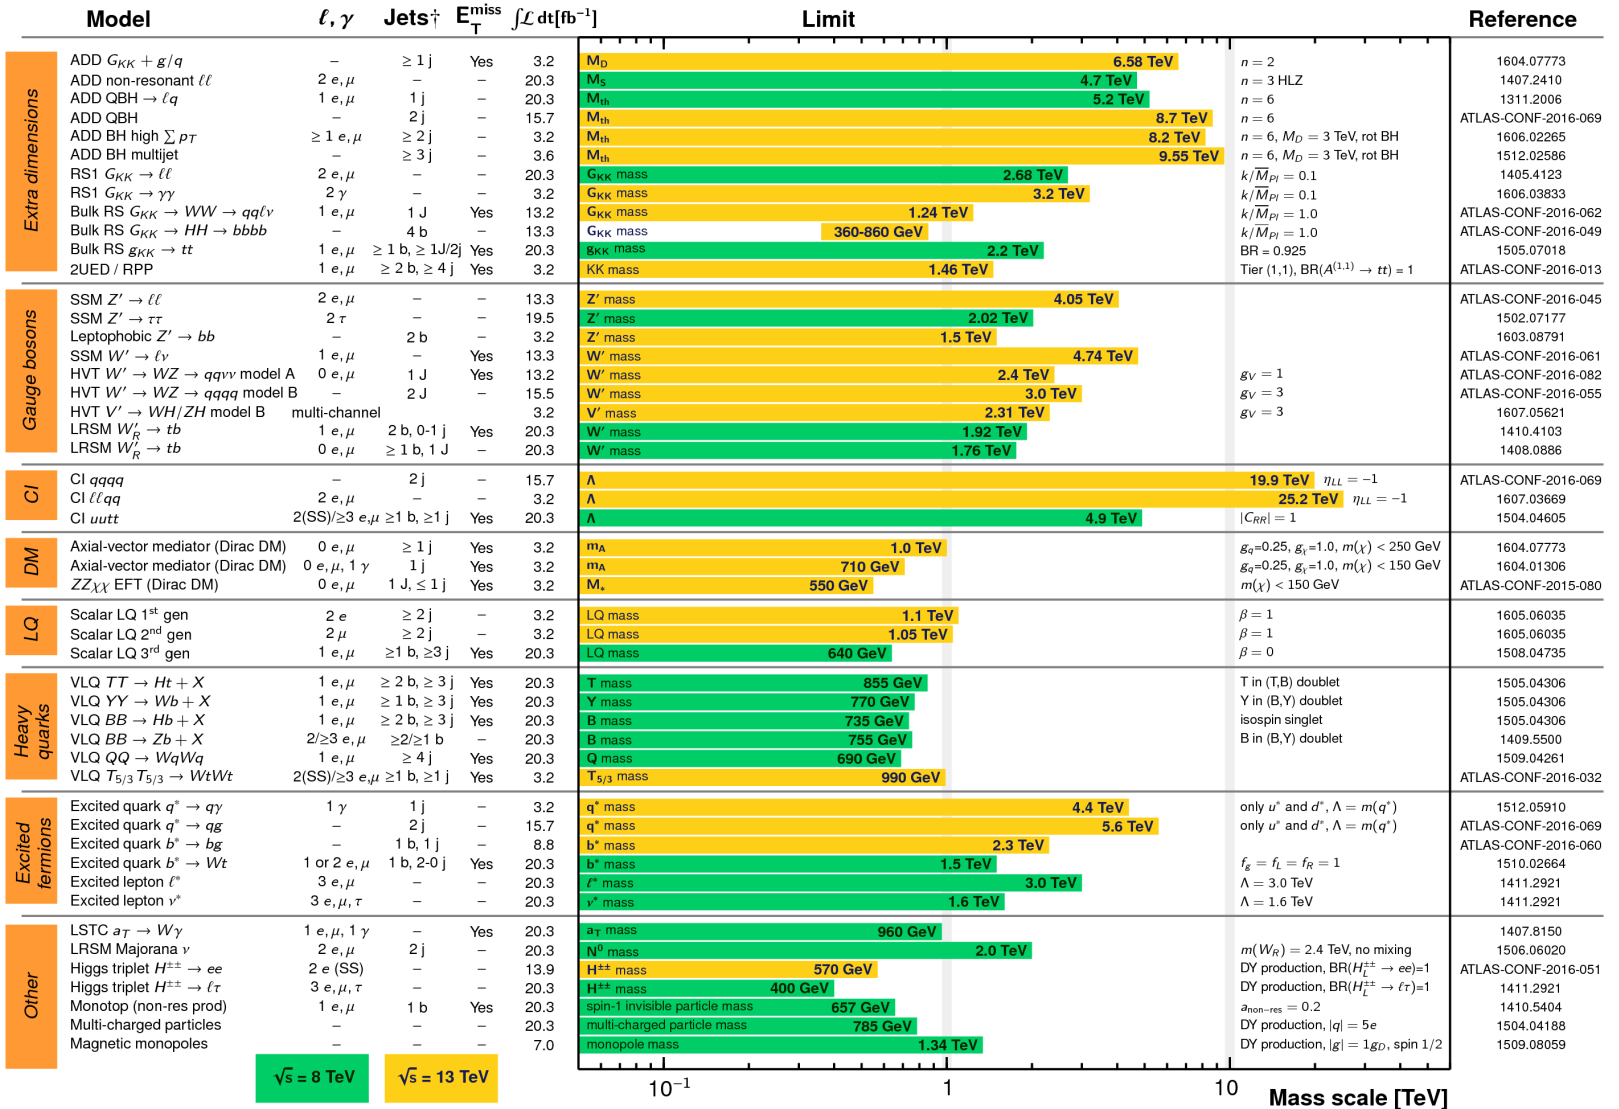 Model ℓ, γ Jets† E_T^miss ∫ℒ dt[fb⁻¹] Limit Reference
Extra dimensions
ADD G_KK + g/q – ≥ 1 j Yes 3.2 M_D 6.58 TeV n = 2 1604.07773
ADD non-resonant ℓℓ 2 e, μ – – 20.3 M_S 4.7 TeV n = 3 HLZ 1407.2410
ADD QBH → ℓq 1 e, μ 1 j – 20.3 M_th 5.2 TeV n = 6 1311.2006
ADD QBH – 2 j – 15.7 M_th 8.7 TeV n = 6 ATLAS-CONF-2016-069
ADD BH high ∑ p_T ≥ 1 e, μ ≥ 2 j – 3.2 M_th 8.2 TeV n = 6, M_D = 3 TeV, rot BH 1606.02265
ADD BH multijet – ≥ 3 j – 3.6 M_th 9.55 TeV n = 6, M_D = 3 TeV, rot BH 1512.02586
RS1 G_KK → ℓℓ 2 e, μ – – 20.3 G_KK mass 2.68 TeV k/M̅_Pl = 0.1 1405.4123
RS1 G_KK → γγ 2 γ – – 3.2 G_KK mass 3.2 TeV k/M̅_Pl = 0.1 1606.03833
Bulk RS G_KK → WW → qqℓν 1 e, μ 1 J Yes 13.2 G_KK mass 1.24 TeV k/M̅_Pl = 1.0 ATLAS-CONF-2016-062
Bulk RS G_KK → HH → bbbb – 4 b – 13.3 G_KK mass 360-860 GeV k/M̅_Pl = 1.0 ATLAS-CONF-2016-049
Bulk RS g_KK → tt 1 e, μ ≥ 1 b, ≥ 1J/2j Yes 20.3 g_KK mass 2.2 TeV BR = 0.925 1505.07018
2UED / RPP 1 e, μ ≥ 2 b, ≥ 4 j Yes 3.2 KK mass 1.46 TeV Tier (1,1), BR(A^(1,1) → tt) = 1 ATLAS-CONF-2016-013
Gauge bosons
SSM Z′ → ℓℓ 2 e, μ – – 13.3 Z′ mass 4.05 TeV ATLAS-CONF-2016-045
SSM Z′ → ττ 2 τ – – 19.5 Z′ mass 2.02 TeV 1502.07177
Leptophobic Z′ → bb – 2 b – 3.2 Z′ mass 1.5 TeV 1603.08791
SSM W′ → ℓν 1 e, μ – Yes 13.3 W′ mass 4.74 TeV ATLAS-CONF-2016-061
HVT W′ → WZ → qqνν model A 0 e, μ 1 J Yes 13.2 W′ mass 2.4 TeV g_V = 1 ATLAS-CONF-2016-082
HVT W′ → WZ → qqqq model B – 2 J – 15.5 W′ mass 3.0 TeV g_V = 3 ATLAS-CONF-2016-055
HVT V′ → WH/ZH model B multi-channel 3.2 V′ mass 2.31 TeV g_V = 3 1607.05621
LRSM W′_R → tb 1 e, μ 2 b, 0-1 j Yes 20.3 W′ mass 1.92 TeV 1410.4103
LRSM W′_R → tb 0 e, μ ≥ 1 b, 1 J – 20.3 W′ mass 1.76 TeV 1408.0886
CI
CI qqqq – 2 j – 15.7 Λ 19.9 TeV η_LL = −1 ATLAS-CONF-2016-069
CI ℓℓqq 2 e, μ – – 3.2 Λ 25.2 TeV η_LL = −1 1607.03669
CI uutt 2(SS)/≥3 e,μ ≥1 b, ≥1 j Yes 20.3 Λ 4.9 TeV |C_RR| = 1 1504.04605
DM
Axial-vector mediator (Dirac DM) 0 e, μ ≥ 1 j Yes 3.2 m_A 1.0 TeV g_q=0.25, g_χ=1.0, m(χ) < 250 GeV 1604.07773
Axial-vector mediator (Dirac DM) 0 e, μ, 1 γ 1 j Yes 3.2 m_A 710 GeV g_q=0.25, g_χ=1.0, m(χ) < 150 GeV 1604.01306
ZZχχ EFT (Dirac DM) 0 e, μ 1 J, ≤ 1 j Yes 3.2 M_* 550 GeV m(χ) < 150 GeV ATLAS-CONF-2015-080
LQ
Scalar LQ 1st gen 2 e ≥ 2 j – 3.2 LQ mass 1.1 TeV β = 1 1605.06035
Scalar LQ 2nd gen 2 μ ≥ 2 j – 3.2 LQ mass 1.05 TeV β = 1 1605.06035
Scalar LQ 3rd gen 1 e, μ ≥1 b, ≥3 j Yes 20.3 LQ mass 640 GeV β = 0 1508.04735
Heavy
quarks
VLQ TT → Ht + X 1 e, μ ≥ 2 b, ≥ 3 j Yes 20.3 T mass 855 GeV T in (T,B) doublet 1505.04306
VLQ YY → Wb + X 1 e, μ ≥ 1 b, ≥ 3 j Yes 20.3 Y mass 770 GeV Y in (B,Y) doublet 1505.04306
VLQ BB → Hb + X 1 e, μ ≥ 2 b, ≥ 3 j Yes 20.3 B mass 735 GeV isospin singlet 1505.04306
VLQ BB → Zb + X 2/≥3 e, μ ≥2/≥1 b – 20.3 B mass 755 GeV B in (B,Y) doublet 1409.5500
VLQ QQ → WqWq 1 e, μ ≥ 4 j Yes 20.3 Q mass 690 GeV 1509.04261
VLQ T_5/3 T_5/3 → WtWt 2(SS)/≥3 e,μ ≥1 b, ≥1 j Yes 3.2 T_5/3 mass 990 GeV ATLAS-CONF-2016-032
Excited
fermions
Excited quark q* → qγ 1 γ 1 j – 3.2 q* mass 4.4 TeV only u* and d*, Λ = m(q*) 1512.05910
Excited quark q* → qg – 2 j – 15.7 q* mass 5.6 TeV only u* and d*, Λ = m(q*) ATLAS-CONF-2016-069
Excited quark b* → bg – 1 b, 1 j – 8.8 b* mass 2.3 TeV ATLAS-CONF-2016-060
Excited quark b* → Wt 1 or 2 e, μ 1 b, 2-0 j Yes 20.3 b* mass 1.5 TeV f_g = f_L = f_R = 1 1510.02664
Excited lepton ℓ* 3 e, μ – – 20.3 ℓ* mass 3.0 TeV Λ = 3.0 TeV 1411.2921
Excited lepton ν* 3 e, μ, τ – – 20.3 ν* mass 1.6 TeV Λ = 1.6 TeV 1411.2921
Other
LSTC a_T → Wγ 1 e, μ, 1 γ – Yes 20.3 a_T mass 960 GeV 1407.8150
LRSM Majorana ν 2 e, μ 2 j – 20.3 N⁰ mass 2.0 TeV m(W_R) = 2.4 TeV, no mixing 1506.06020
Higgs triplet H^±± → ee 2 e (SS) – – 13.9 H^±± mass 570 GeV DY production, BR(H_L^±± → ee)=1 ATLAS-CONF-2016-051
Higgs triplet H^±± → ℓτ 3 e, μ, τ – – 20.3 H^±± mass 400 GeV DY production, BR(H_L^±± → ℓτ)=1 1411.2921
Monotop (non-res prod) 1 e, μ 1 b Yes 20.3 spin-1 invisible particle mass 657 GeV a_non−res = 0.2 1410.5404
Multi-charged particles – – – 20.3 multi-charged particle mass 785 GeV DY production, |q| = 5e 1504.04188
Magnetic monopoles – – – 7.0 monopole mass 1.34 TeV DY production, |g| = 1g_D, spin 1/2 1509.08059
√s = 8 TeV √s = 13 TeV
10⁻¹ 1 10
Mass scale [TeV]